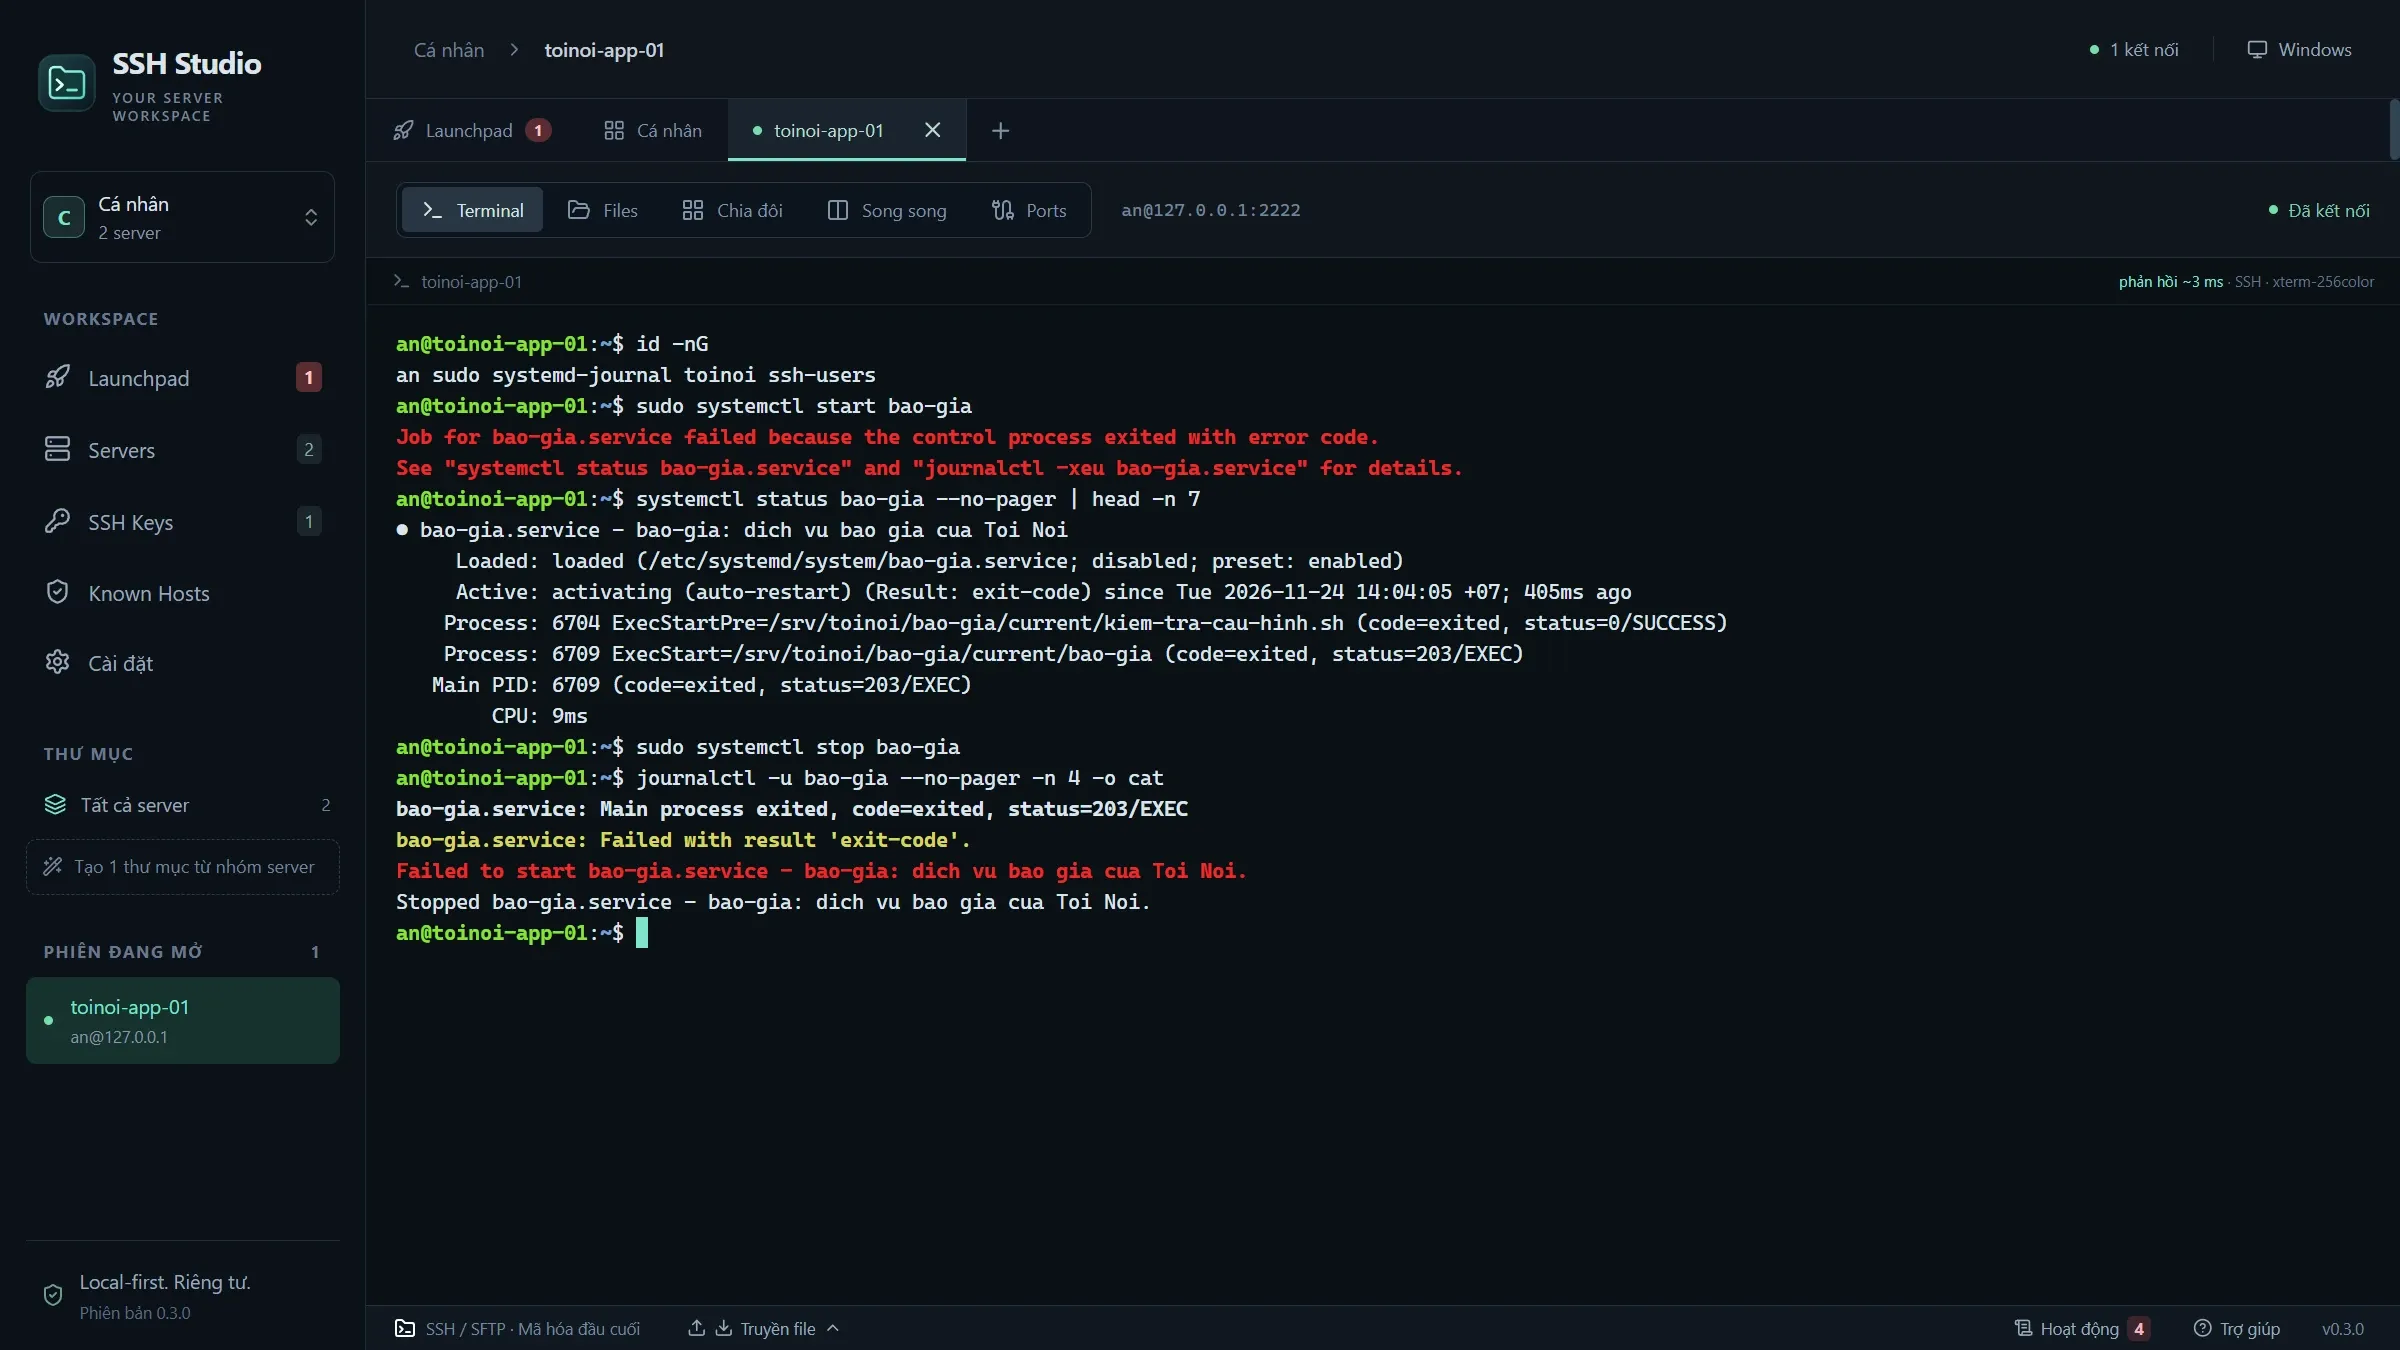 SSH Studio
YOUR SERVER
WORKSPACE
C
Cá nhân
2 server
WORKSPACE
Launchpad 1
Servers 2
SSH Keys 1
Known Hosts
Cài đặt
THƯ MỤC
Tất cả server 2
Tạo 1 thư mục từ nhóm server
PHIÊN ĐANG MỞ 1
toinoi-app-01
an@127.0.0.1
Local-first. Riêng tư.
Phiên bản 0.3.0
Cá nhân > toinoi-app-01
1 kết nối
Windows
Launchpad 1
Cá nhân
toinoi-app-01
Terminal
Files
Chia đôi
Song song
Ports
an@127.0.0.1:2222
Đã kết nối
toinoi-app-01
phản hồi ~3 ms · SSH · xterm-256color
an@toinoi-app-01:~$ id -nG
an sudo systemd-journal toinoi ssh-users
an@toinoi-app-01:~$ sudo systemctl start bao-gia
Job for bao-gia.service failed because the control process exited with error code.
See "systemctl status bao-gia.service" and "journalctl -xeu bao-gia.service" for details.
an@toinoi-app-01:~$ systemctl status bao-gia --no-pager | head -n 7
● bao-gia.service - bao-gia: dich vu bao gia cua Toi Noi
Loaded: loaded (/etc/systemd/system/bao-gia.service; disabled; preset: enabled)
Active: activating (auto-restart) (Result: exit-code) since Tue 2026-11-24 14:04:05 +07; 405ms ago
Process: 6704 ExecStartPre=/srv/toinoi/bao-gia/current/kiem-tra-cau-hinh.sh (code=exited, status=0/SUCCESS)
Process: 6709 ExecStart=/srv/toinoi/bao-gia/current/bao-gia (code=exited, status=203/EXEC)
Main PID: 6709 (code=exited, status=203/EXEC)
CPU: 9ms
an@toinoi-app-01:~$ sudo systemctl stop bao-gia
an@toinoi-app-01:~$ journalctl -u bao-gia --no-pager -n 4 -o cat
bao-gia.service: Main process exited, code=exited, status=203/EXEC
bao-gia.service: Failed with result 'exit-code'.
Failed to start bao-gia.service - bao-gia: dich vu bao gia cua Toi Noi.
Stopped bao-gia.service - bao-gia: dich vu bao gia cua Toi Noi.
an@toinoi-app-01:~$
SSH / SFTP · Mã hóa đầu cuối
Truyền file
Hoạt động 4
Trợ giúp
v0.3.0